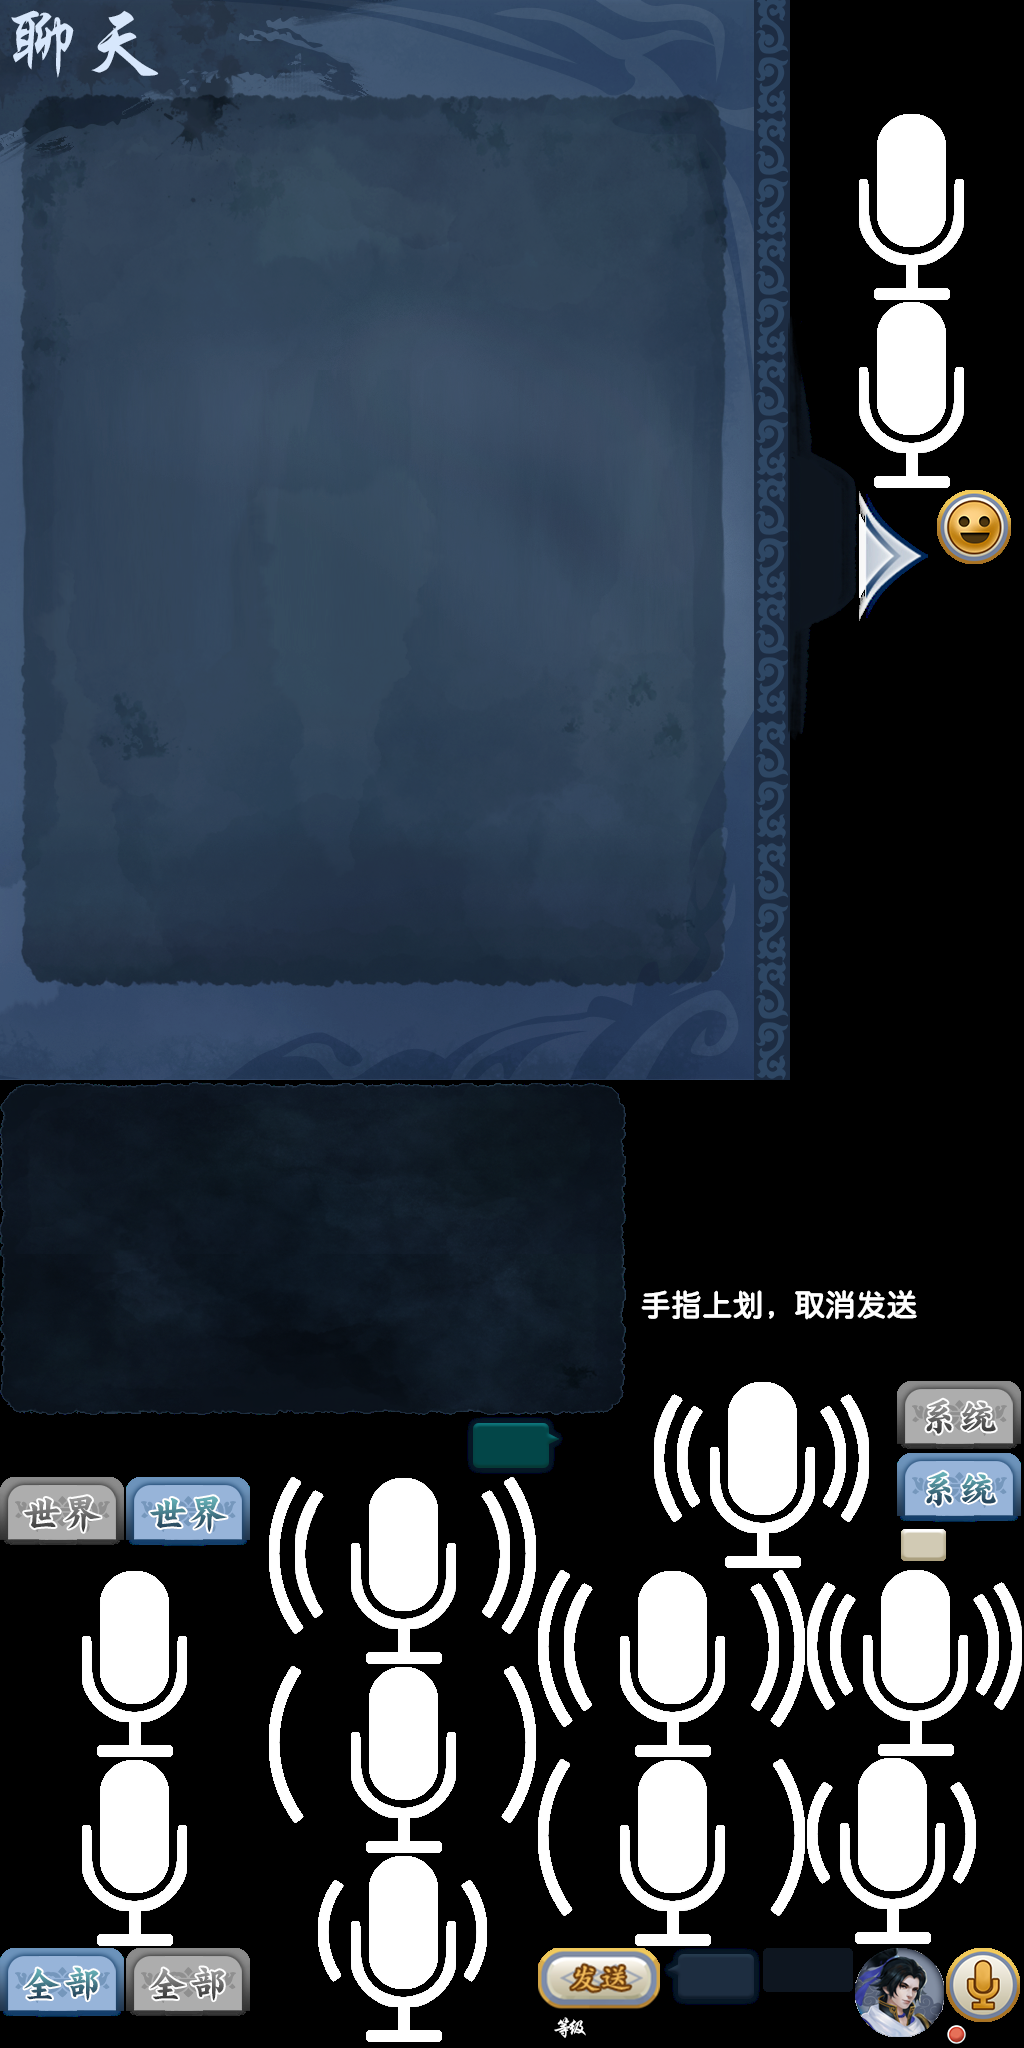 聊天
手指上划，取消发送
系统
系统
世界 世界
全部 全部
发送
等级